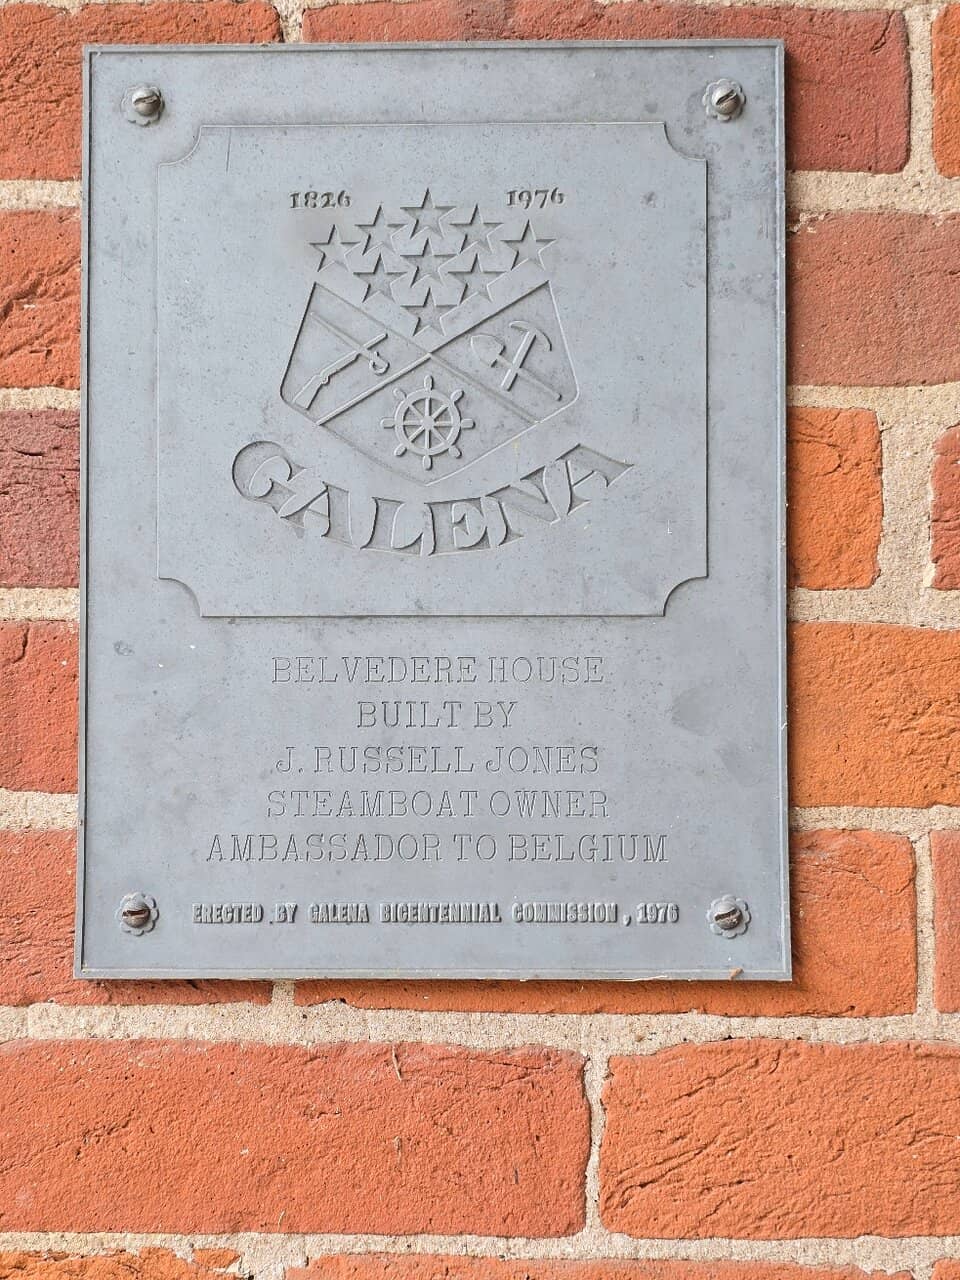 1826 1976
GALENA
BELVEDERE HOUSE
BUILT BY
J. RUSSELL JONES
STEAMBOAT OWNER
AMBASSADOR TO BELGIUM
ERECTED BY GALENA BICENTENNIAL COMMISSION, 1976